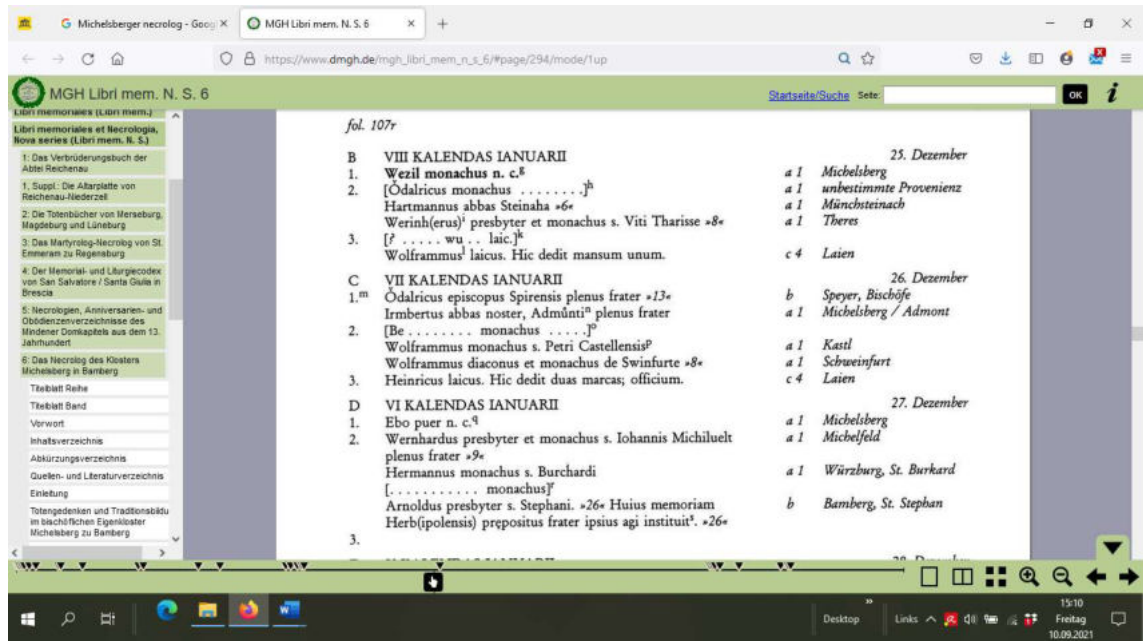 Michelsberger necrolog - Goog
MGH Libri mem. N. S. 6
https://www.dmgh.de/mgh_libri_mem_n_s_6/#page/294/mode/1up
MGH Libri mem. N. S. 6
Startseite/Suche Seite:
OK
i
Libri memoriales (Libri mem.)
Libri memoriales et Necrologia,
Nova series (Libri mem. N. S.)
1: Das Verbrüderungsbuch der
Abtei Reichenau
1, Suppl.: Die Altarplatte von
Reichenau-Niederzell
2: Die Totenbücher von Merseburg,
Magdeburg und Lüneburg
3: Das Martyrolog-Necrolog von St.
Emmeram zu Regensburg
4: Der Memorial- und Liturgiecodex
von San Salvatore / Santa Giulia in
Brescia
5: Necrologien, Anniversarien- und
Obödienzenverzeichnisse des
Mindener Domkapitels aus dem 13.
Jahrhundert
6: Das Necrolog des Klosters
Michelsberg in Bamberg
Titelblatt Reihe
Titelblatt Band
Vorwort
Inhaltsverzeichnis
Abkürzungsverzeichnis
Quellen- und Literaturverzeichnis
Einleitung
Totengedenken und Traditionsbildu
im bischöflichen Eigenkloster
Michelsberg zu Bamberg
fol. 107r
B VIII KALENDAS IANUARII 25. Dezember
1. Wezil monachus n. c.g a 1 Michelsberg
2. [Ŏdalricus monachus ........]h a 1 unbestimmte Provenienz
Hartmannus abbas Steinaha »6« a 1 Münchsteinach
Werinh(erus)i presbyter et monachus s. Viti Tharisse »8« a 1 Theres
3. [? ..... wu .. laic.]k
Wolframmusl laicus. Hic dedit mansum unum. c 4 Laien
C VII KALENDAS IANUARII 26. Dezember
1.m Ŏdalricus episcopus Spirensis plenus frater »13« b Speyer, Bischöfe
Irmbertus abbas noster, Admůntin plenus frater a 1 Michelsberg / Admont
2. [Be ........ monachus .....]o
Wolframmus monachus s. Petri Castellensisp a 1 Kastl
Wolframmus diaconus et monachus de Swinfurte »8« a 1 Schweinfurt
3. Heinricus laicus. Hic dedit duas marcas; officium. c 4 Laien
D VI KALENDAS IANUARII 27. Dezember
1. Ebo puer n. c.q a 1 Michelsberg
2. Wernhardus presbyter et monachus s. Iohannis Michiluelt a 1 Michelfeld
plenus frater »9«
Hermannus monachus s. Burchardi a 1 Würzburg, St. Burkard
[........... monachus]r
Arnoldus presbyter s. Stephani. »26« Huius memoriam b Bamberg, St. Stephan
Herb(ipolensis) prepositus frater ipsius agi instituits. »26«
3.
Desktop
Links
15:10
Freitag
10.09.2021